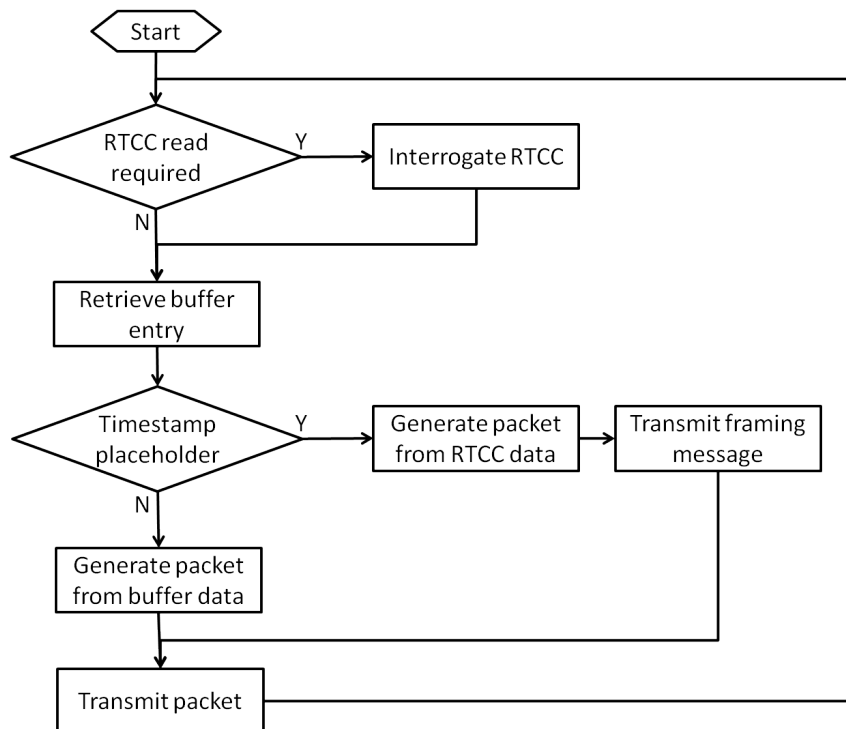 Start
RTCC read
required
Y
Interrogate RTCC
N
Retrieve buffer
entry
Timestamp
placeholder
Y
Generate packet
from RTCC data
Transmit framing
message
N
Generate packet
from buffer data
Transmit packet